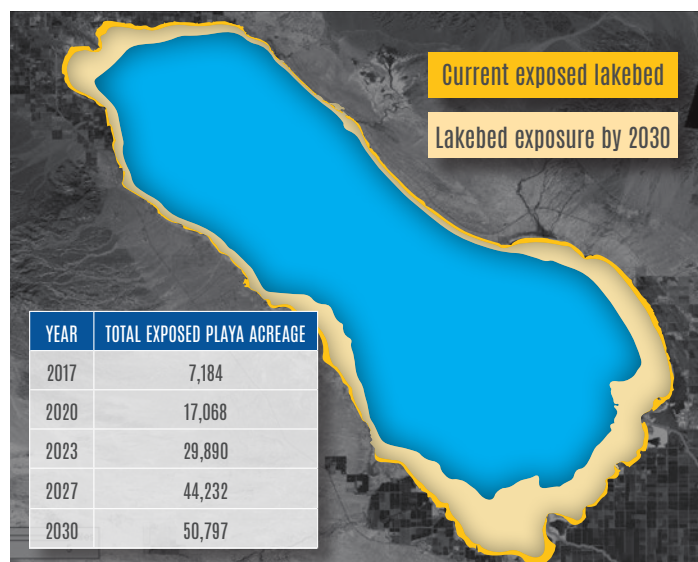 Current exposed lakebed
Lakebed exposure by 2030
YEAR TOTAL EXPOSED PLAYA ACREAGE
2017 7,184
2020 17,068
2023 29,890
2027 44,232
2030 50,797